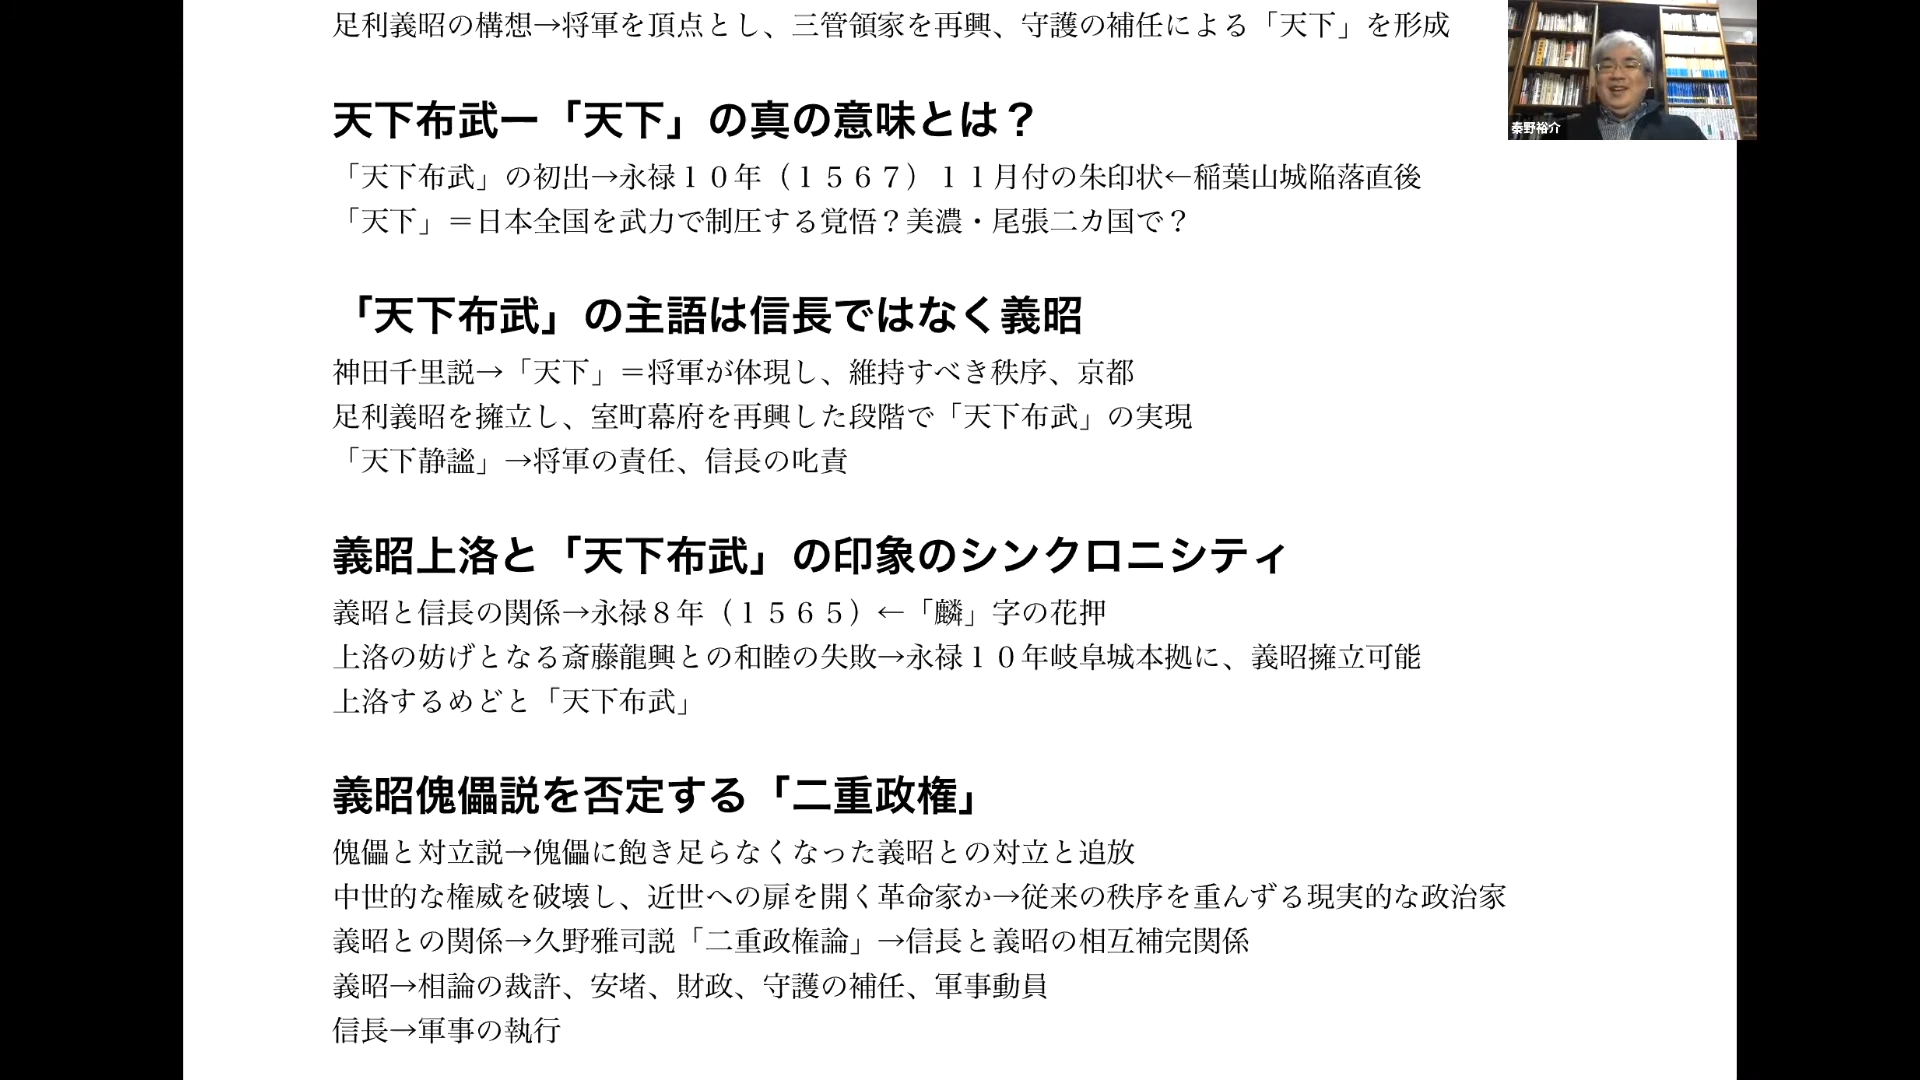 足利義昭の構想→将軍を頂点とし、三管領家を再興、守護の補任による「天下」を形成
天下布武ー「天下」の真の意味とは？
「天下布武」の初出→永禄１０年（１５６７）１１月付の朱印状←稲葉山城陥落直後
「天下」＝日本全国を武力で制圧する覚悟？美濃・尾張二カ国で？
「天下布武」の主語は信長ではなく義昭
神田千里説→「天下」＝将軍が体現し、維持すべき秩序、京都
足利義昭を擁立し、室町幕府を再興した段階で「天下布武」の実現
「天下静謐」→将軍の責任、信長の叱責
義昭上洛と「天下布武」の印象のシンクロニシティ
義昭と信長の関係→永禄８年（１５６５）←「麟」字の花押
上洛の妨げとなる斎藤龍興との和睦の失敗→永禄１０年岐阜城本拠に、義昭擁立可能
上洛するめどと「天下布武」
義昭傀儡説を否定する「二重政権」
傀儡と対立説→傀儡に飽き足らなくなった義昭との対立と追放
中世的な権威を破壊し、近世への扉を開く革命家か→従来の秩序を重んずる現実的な政治家
義昭との関係→久野雅司説「二重政権論」→信長と義昭の相互補完関係
義昭→相論の裁許、安堵、財政、守護の補任、軍事動員
信長→軍事の執行
秦野裕介